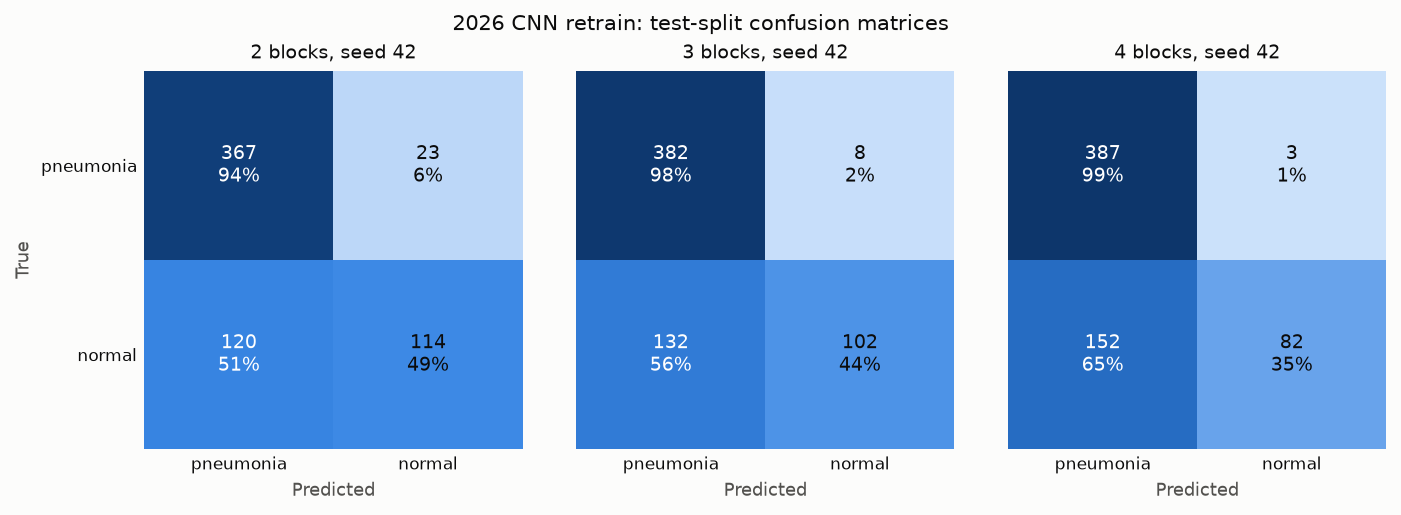 2026 CNN retrain: test-split confusion matrices
2 blocks, seed 42
3 blocks, seed 42
4 blocks, seed 42
True
pneumonia
367
94%
23
6%
382
98%
8
2%
387
99%
3
1%
normal
120
51%
114
49%
132
56%
102
44%
152
65%
82
35%
pneumonia
normal
pneumonia
normal
pneumonia
normal
Predicted
Predicted
Predicted